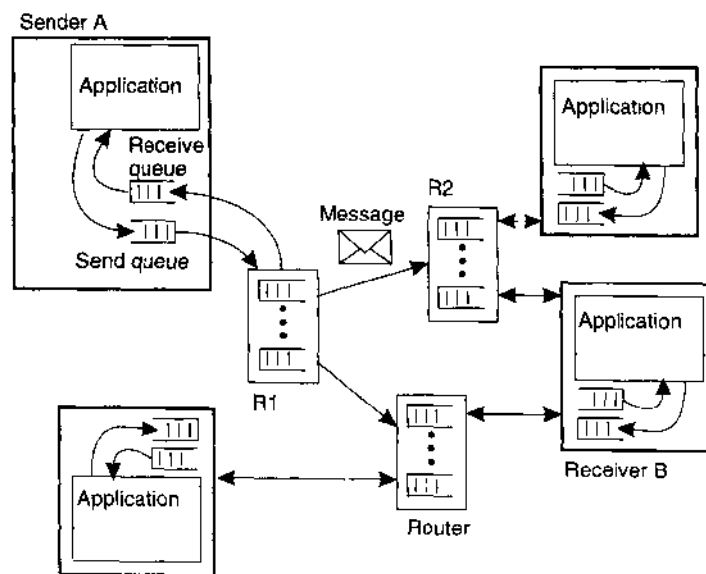 Sender A
Application
Receive
queue
Send queue
Message
R2
Application
R1
Application
Receiver B
Application
Router